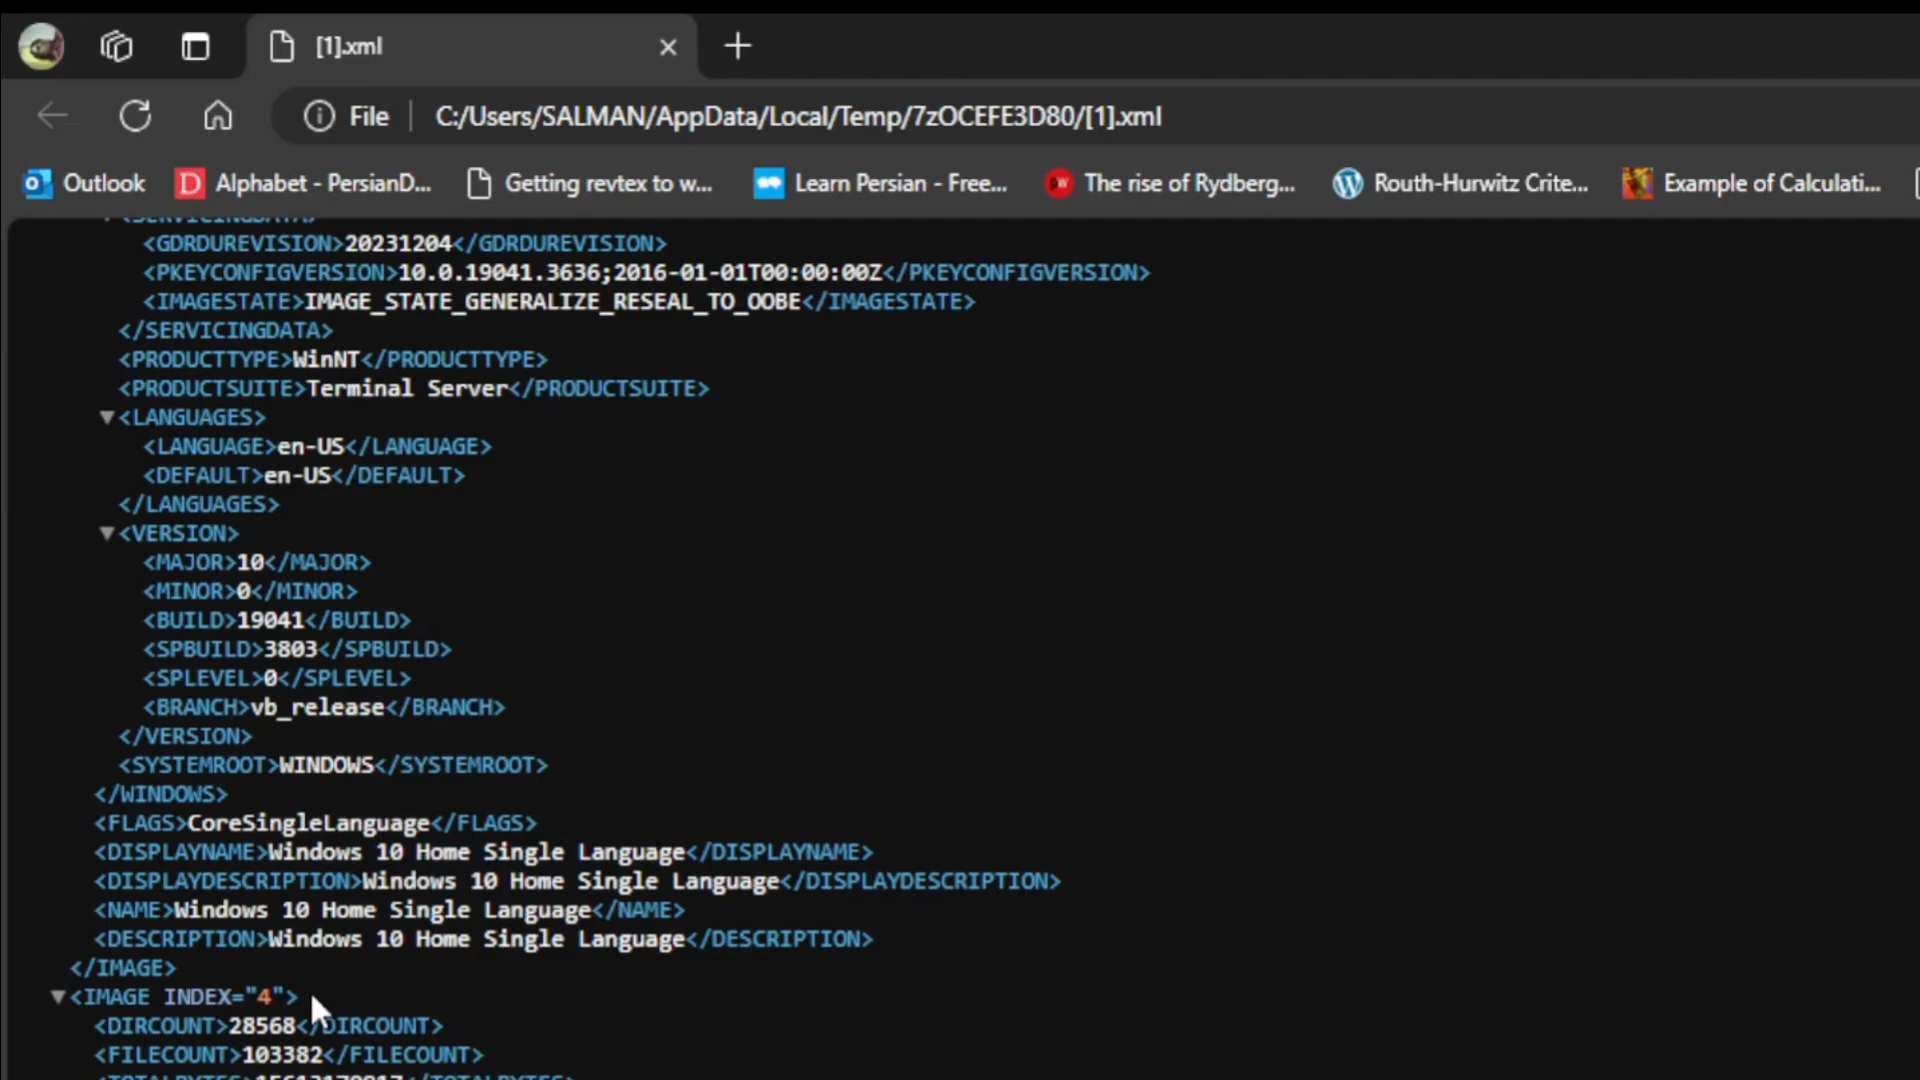 [1].xml
File C:/Users/SALMAN/AppData/Local/Temp/7zOCEFE3D80/[1].xml
Outlook Alphabet - PersianD... Getting revtex to w... Learn Persian - Free... The rise of Rydberg... Routh-Hurwitz Crite... Example of Calculati...
<SERVICINGDATA>
<GDRDUREVISION>20231204</GDRDUREVISION>
<PKEYCONFIGVERSION>10.0.19041.3636;2016-01-01T00:00:00Z</PKEYCONFIGVERSION>
<IMAGESTATE>IMAGE_STATE_GENERALIZE_RESEAL_TO_OOBE</IMAGESTATE>
</SERVICINGDATA>
<PRODUCTTYPE>WinNT</PRODUCTTYPE>
<PRODUCTSUITE>Terminal Server</PRODUCTSUITE>
<LANGUAGES>
<LANGUAGE>en-US</LANGUAGE>
<DEFAULT>en-US</DEFAULT>
</LANGUAGES>
<VERSION>
<MAJOR>10</MAJOR>
<MINOR>0</MINOR>
<BUILD>19041</BUILD>
<SPBUILD>3803</SPBUILD>
<SPLEVEL>0</SPLEVEL>
<BRANCH>vb_release</BRANCH>
</VERSION>
<SYSTEMROOT>WINDOWS</SYSTEMROOT>
</WINDOWS>
<FLAGS>CoreSingleLanguage</FLAGS>
<DISPLAYNAME>Windows 10 Home Single Language</DISPLAYNAME>
<DISPLAYDESCRIPTION>Windows 10 Home Single Language</DISPLAYDESCRIPTION>
<NAME>Windows 10 Home Single Language</NAME>
<DESCRIPTION>Windows 10 Home Single Language</DESCRIPTION>
</IMAGE>
<IMAGE INDEX="4">
<DIRCOUNT>28568</DIRCOUNT>
<FILECOUNT>103382</FILECOUNT>